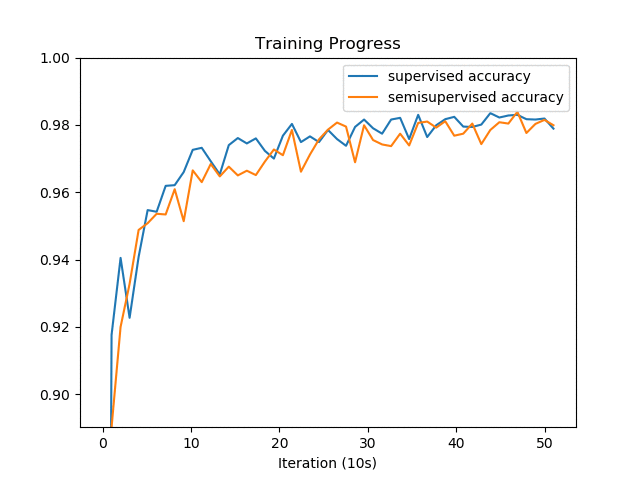 Training Progress
supervised accuracy
semisupervised accuracy
1.00
0.98
0.96
0.94
0.92
0.90
0 10 20 30 40 50
Iteration (10s)